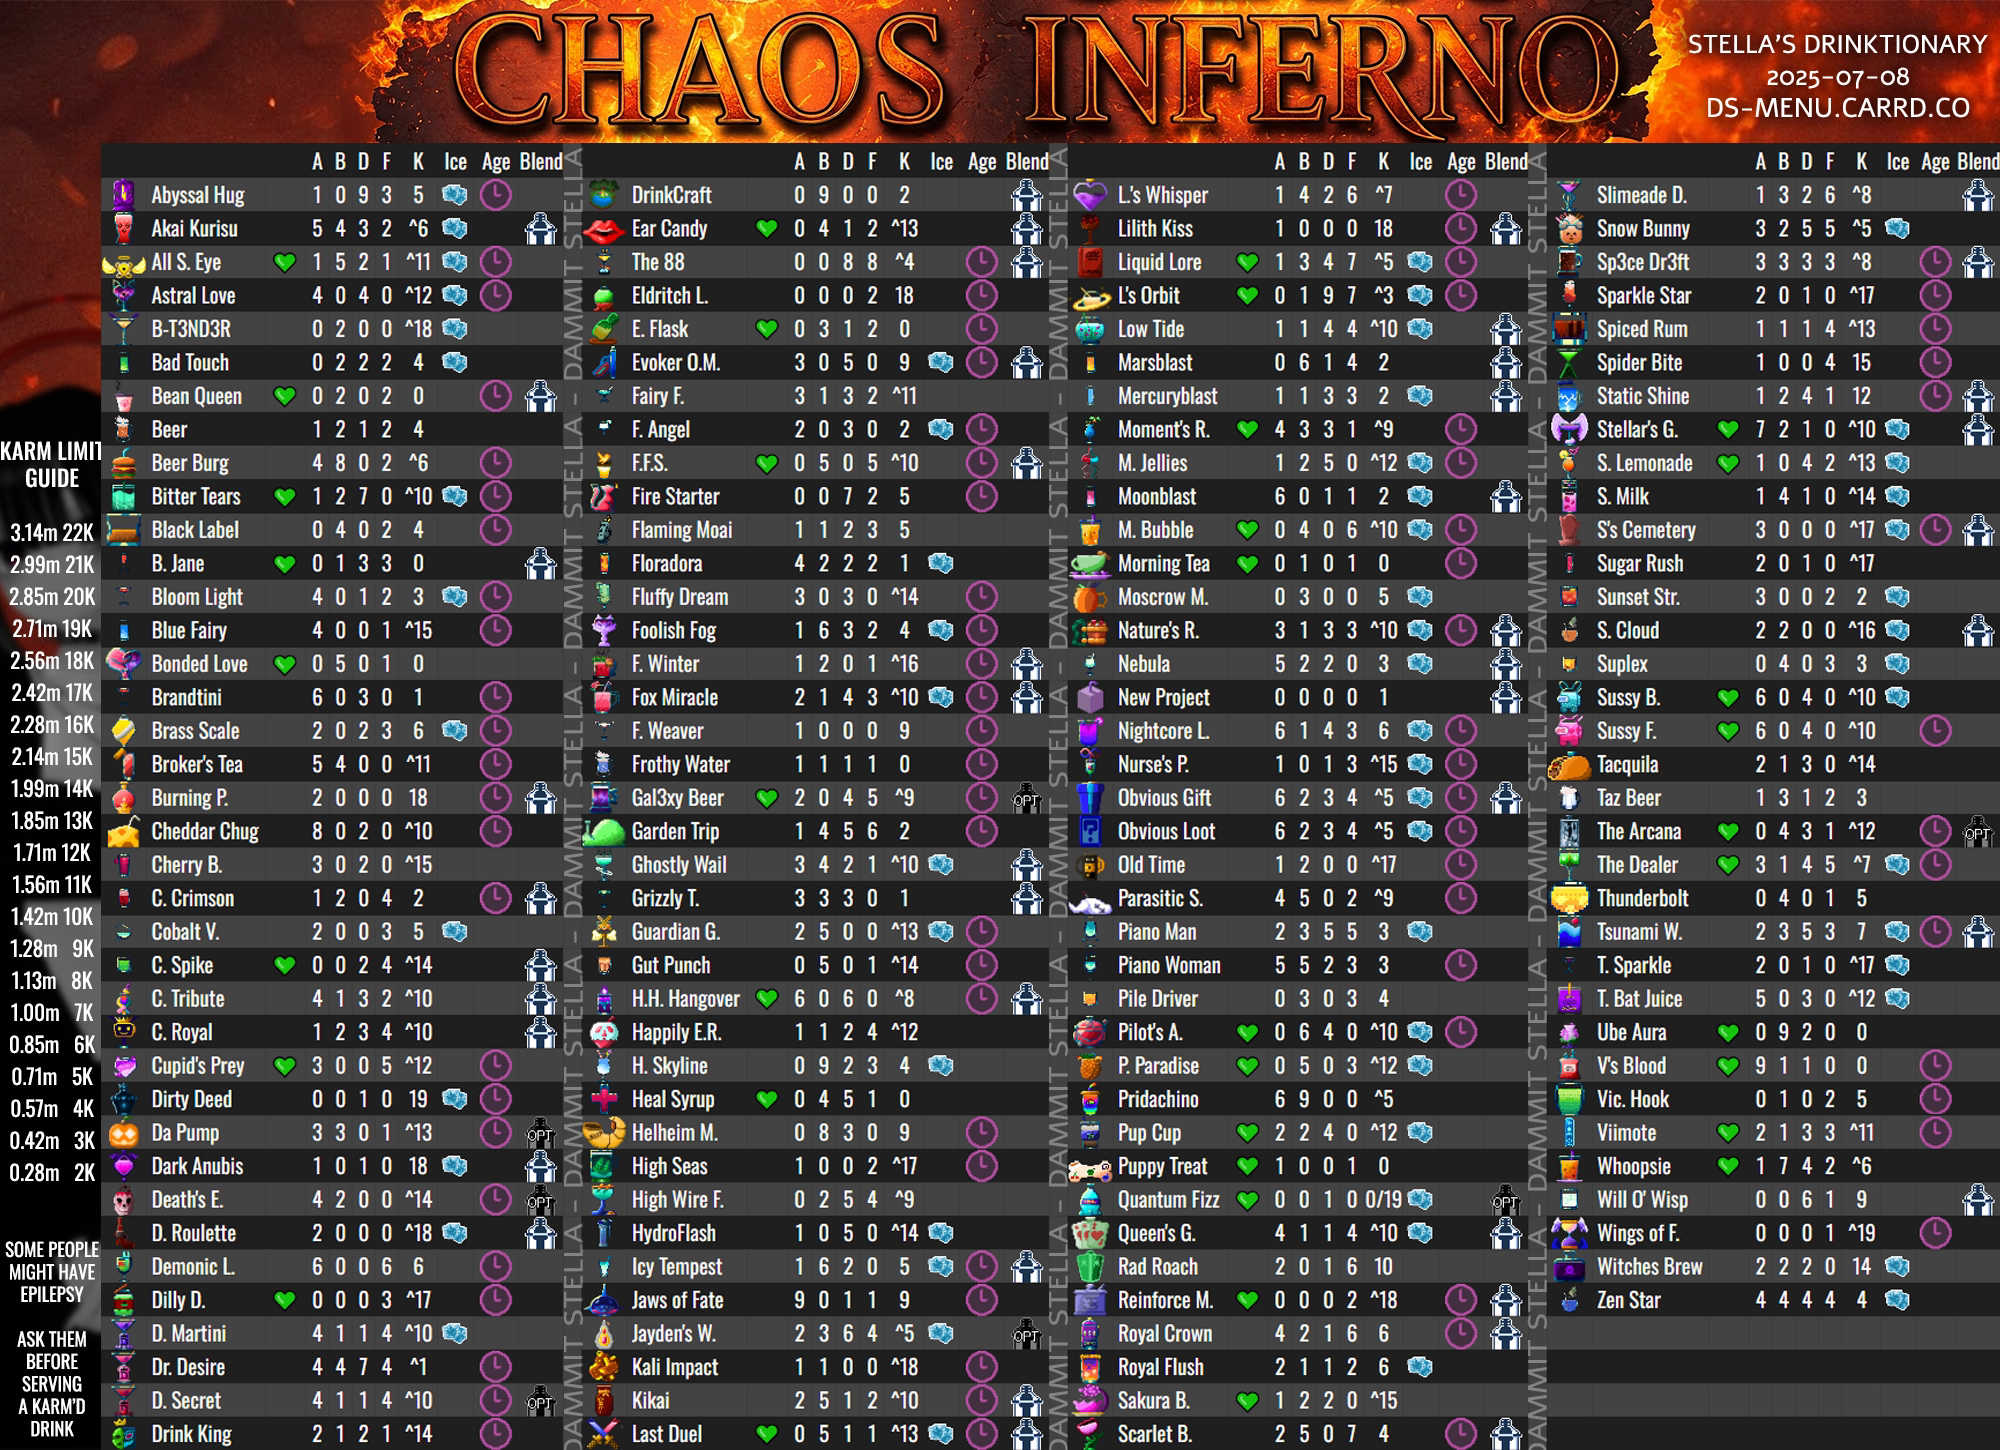 CHAOS INFERNO
STELLA'S DRINKTIONARY
2025-07-08
DS-MENU.CARRD.CO
KARM LIMIT
GUIDE
3.14m 22K
2.99m 21K
2.85m 20K
2.71m 19K
2.56m 18K
2.42m 17K
2.28m 16K
2.14m 15K
1.99m 14K
1.85m 13K
1.71m 12K
1.56m 11K
1.42m 10K
1.28m 9K
1.13m 8K
1.00m 7K
0.85m 6K
0.71m 5K
0.57m 4K
0.42m 3K
0.28m 2K
SOME PEOPLE
MIGHT HAVE
EPILEPSY
ASK THEM
BEFORE
SERVING
A KARM'D
DRINK
A B D F K Ice Age Blend
Abyssal Hug 1 0 9 3 5
Akai Kurisu 5 4 3 2 ^6
All S. Eye 1 5 2 1 ^11
Astral Love 4 0 4 0 ^12
B-T3ND3R 0 2 0 0 ^18
Bad Touch 0 2 2 2 4
Bean Queen 0 2 0 2 0
Beer 1 2 1 2 4
Beer Burg 4 8 0 2 ^6
Bitter Tears 1 2 7 0 ^10
Black Label 0 4 0 2 4
B. Jane 0 1 3 3 0
Bloom Light 4 0 1 2 3
Blue Fairy 4 0 0 1 ^15
Bonded Love 0 5 0 1 0
Brandtini 6 0 3 0 1
Brass Scale 2 0 2 3 6
Broker's Tea 5 4 0 0 ^11
Burning P. 2 0 0 0 18
Cheddar Chug 8 0 2 0 ^10
Cherry B. 3 0 2 0 ^15
C. Crimson 1 2 0 4 2
Cobalt V. 2 0 0 3 5
C. Spike 0 0 2 4 ^14
C. Tribute 4 1 3 2 ^10
C. Royal 1 2 3 4 ^10
Cupid's Prey 3 0 0 5 ^12
Dirty Deed 0 0 1 0 19
Da Pump 3 3 0 1 ^13 OPT
Dark Anubis 1 0 1 0 18
Death's E. 4 2 0 0 ^14 OPT
D. Roulette 2 0 0 0 ^18
Demonic L. 6 0 0 6 6
Dilly D. 0 0 0 3 ^17
D. Martini 4 1 1 4 ^10
Dr. Desire 4 4 7 4 ^1
D. Secret 4 1 1 4 ^10 OPT
Drink King 2 1 2 1 ^14
DAMMIT STELLA - DAMMIT STELLA - DAMMIT STELLA - DAMMIT STELLA
A B D F K Ice Age Blend
DrinkCraft 0 9 0 0 2
Ear Candy 0 4 1 2 ^13
The 88 0 0 8 8 ^4
Eldritch L. 0 0 0 2 18
E. Flask 0 3 1 2 0
Evoker O.M. 3 0 5 0 9
Fairy F. 3 1 3 2 ^11
F. Angel 2 0 3 0 2
F.F.S. 0 5 0 5 ^10
Fire Starter 0 0 7 2 5
Flaming Moai 1 1 2 3 5
Floradora 4 2 2 2 1
Fluffy Dream 3 0 3 0 ^14
Foolish Fog 1 6 3 2 4
F. Winter 1 2 0 1 ^16
Fox Miracle 2 1 4 3 ^10
F. Weaver 1 0 0 0 9
Frothy Water 1 1 1 1 0
Gal3xy Beer 2 0 4 5 ^9 OPT
Garden Trip 1 4 5 6 2
Ghostly Wail 3 4 2 1 ^10
Grizzly T. 3 3 3 0 1
Guardian G. 2 5 0 0 ^13
Gut Punch 0 5 0 1 ^14
H.H. Hangover 6 0 6 0 ^8
Happily E.R. 1 1 2 4 ^12
H. Skyline 0 9 2 3 4
Heal Syrup 0 4 5 1 0
Helheim M. 0 8 3 0 9
High Seas 1 0 0 2 ^17
High Wire F. 0 2 5 4 ^9
HydroFlash 1 0 5 0 ^14
Icy Tempest 1 6 2 0 5
Jaws of Fate 9 0 1 1 9
Jayden's W. 2 3 6 4 ^5 OPT
Kali Impact 1 1 0 0 ^18
Kikai 2 5 1 2 ^10
Last Duel 0 5 1 1 ^13
DAMMIT STELLA - DAMMIT STELLA - DAMMIT STELLA - DAMMIT STELLA
A B D F K Ice Age Blend
L.'s Whisper 1 4 2 6 ^7
Lilith Kiss 1 0 0 0 18
Liquid Lore 1 3 4 7 ^5
L's Orbit 0 1 9 7 ^3
Low Tide 1 1 4 4 ^10
Marsblast 0 6 1 4 2
Mercuryblast 1 1 3 3 2
Moment's R. 4 3 3 1 ^9
M. Jellies 1 2 5 0 ^12
Moonblast 6 0 1 1 2
M. Bubble 0 4 0 6 ^10
Morning Tea 0 1 0 1 0
Moscrow M. 0 3 0 0 5
Nature's R. 3 1 3 3 ^10
Nebula 5 2 2 0 3
New Project 0 0 0 0 1
Nightcore L. 6 1 4 3 6
Nurse's P. 1 0 1 3 ^15
Obvious Gift 6 2 3 4 ^5
Obvious Loot 6 2 3 4 ^5
Old Time 1 2 0 0 ^17
Parasitic S. 4 5 0 2 ^9
Piano Man 2 3 5 5 3
Piano Woman 5 5 2 3 3
Pile Driver 0 3 0 3 4
Pilot's A. 0 6 4 0 ^10
P. Paradise 0 5 0 3 ^12
Pridachino 6 9 0 0 ^5
Pup Cup 2 2 4 0 ^12
Puppy Treat 1 0 0 1 0
Quantum Fizz 0 0 1 0 0/19 OPT
Queen's G. 4 1 1 4 ^10
Rad Roach 2 0 1 6 10
Reinforce M. 0 0 0 2 ^18
Royal Crown 4 2 1 6 6
Royal Flush 2 1 1 2 6
Sakura B. 1 2 2 0 ^15
Scarlet B. 2 5 0 7 4
DAMMIT STELLA - DAMMIT STELLA - DAMMIT STELLA - DAMMIT STELLA
A B D F K Ice Age Blend
Slimeade D. 1 3 2 6 ^8
Snow Bunny 3 2 5 5 ^5
Sp3ce Dr3ft 3 3 3 3 ^8
Sparkle Star 2 0 1 0 ^17
Spiced Rum 1 1 1 4 ^13
Spider Bite 1 0 0 4 15
Static Shine 1 2 4 1 12
Stellar's G. 7 2 1 0 ^10
S. Lemonade 1 0 4 2 ^13
S. Milk 1 4 1 0 ^14
S's Cemetery 3 0 0 0 ^17
Sugar Rush 2 0 1 0 ^17
Sunset Str. 3 0 0 2 2
S. Cloud 2 2 0 0 ^16
Suplex 0 4 0 3 3
Sussy B. 6 0 4 0 ^10
Sussy F. 6 0 4 0 ^10
Tacquila 2 1 3 0 ^14
Taz Beer 1 3 1 2 3
The Arcana 0 4 3 1 ^12 OPT
The Dealer 3 1 4 5 ^7
Thunderbolt 0 4 0 1 5
Tsunami W. 2 3 5 3 7
T. Sparkle 2 0 1 0 ^17
T. Bat Juice 5 0 3 0 ^12
Ube Aura 0 9 2 0 0
V's Blood 9 1 1 0 0
Vic. Hook 0 1 0 2 5
Viimote 2 1 3 3 ^11
Whoopsie 1 7 4 2 ^6
Will O' Wisp 0 0 6 1 9
Wings of F. 0 0 0 1 ^19
Witches Brew 2 2 2 0 14
Zen Star 4 4 4 4 4